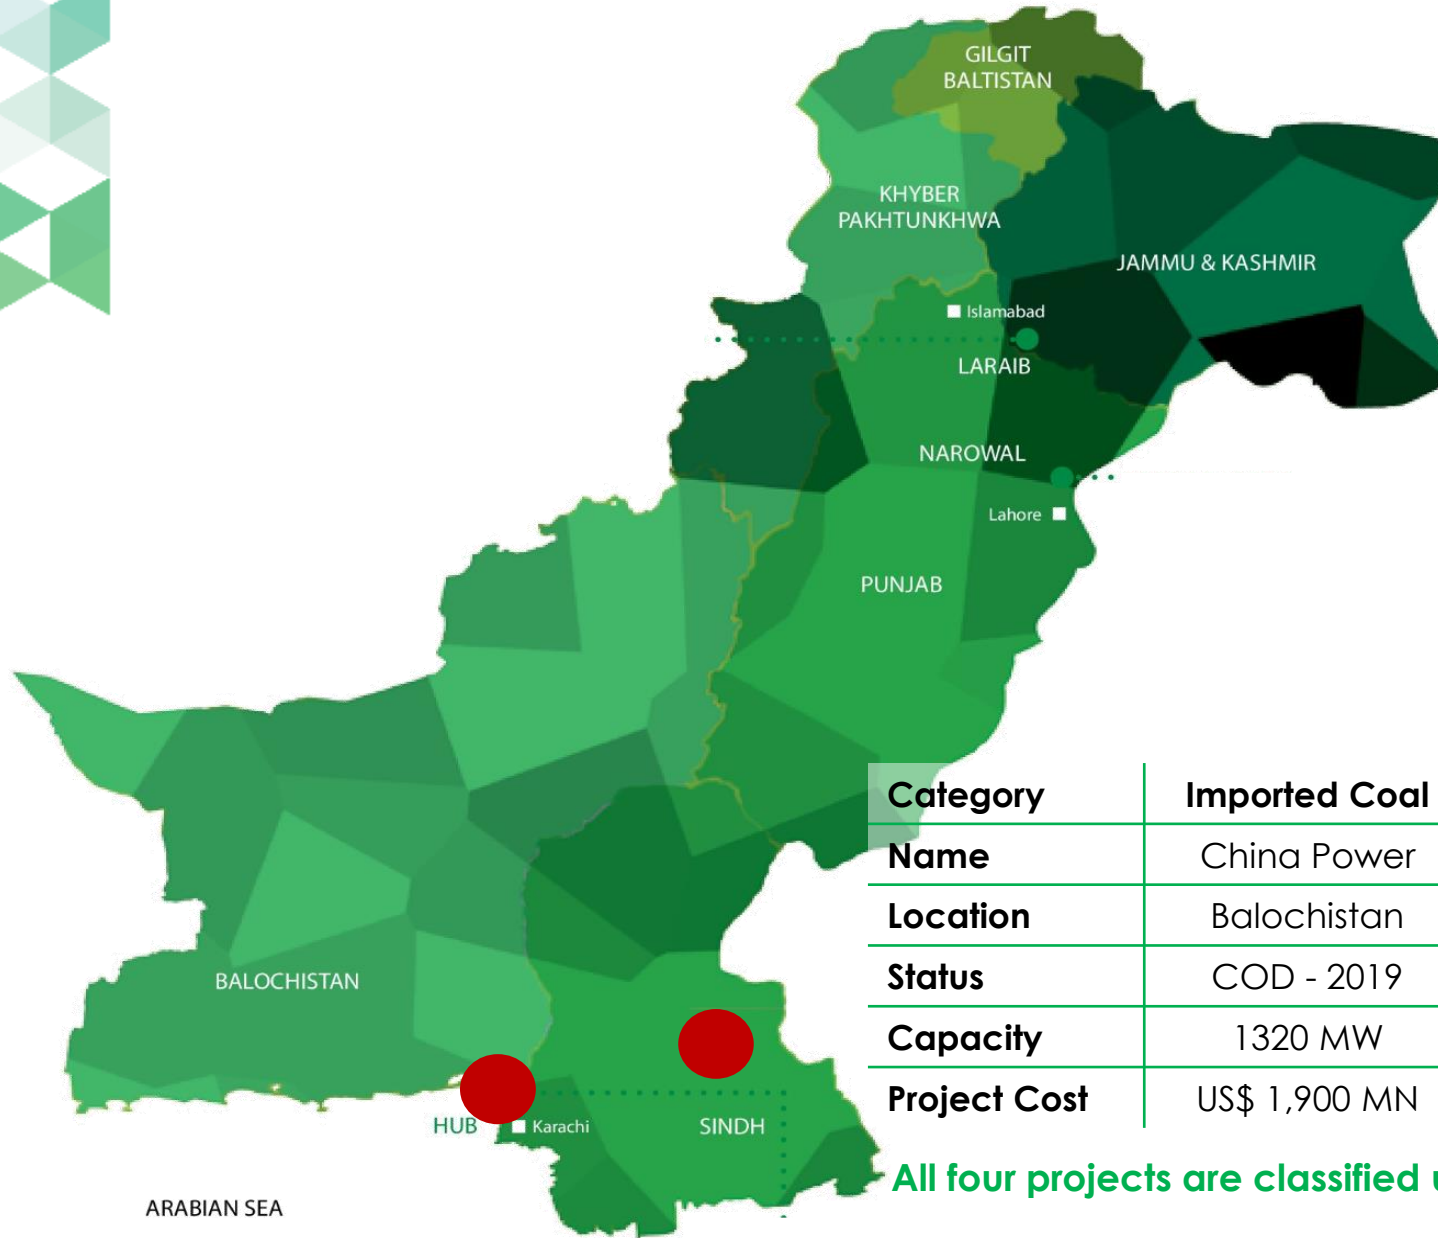 GILGIT
BALTISTAN
KHYBER
PAKHTUNKHWA
JAMMU & KASHMIR
Islamabad
LARAIB
NAROWAL
Lahore
PUNJAB
Category Imported Coal
Name China Power
Location Balochistan
Status COD - 2019
Capacity 1320 MW
Project Cost US$ 1,900 MN
BALOCHISTAN
HUB
Karachi
SINDH
All four projects are classified u
ARABIAN SEA